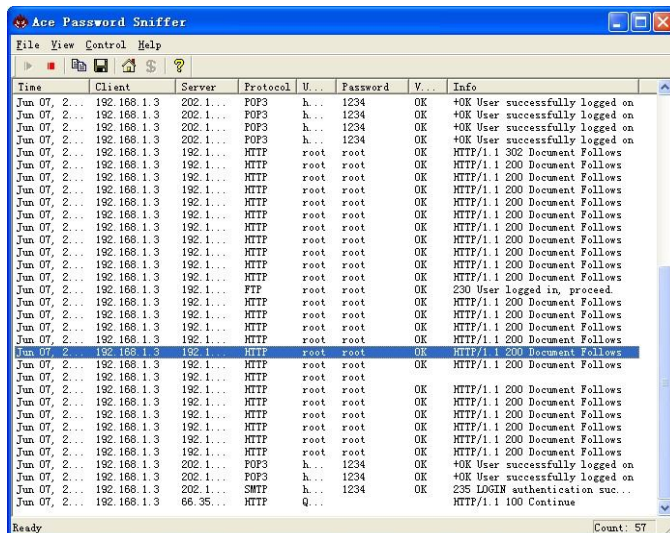 Ace Password Sniffer
File View Control Help
Time Client Server Protocol U... Password V... Info
Jun 07, 2... 192.168.1.3 202.1... POP3 h... 1234 OK +OK User successfully logged on
Jun 07, 2... 192.168.1.3 202.1... POP3 h... 1234 OK +OK User successfully logged on
Jun 07, 2... 192.168.1.3 202.1... POP3 h... 1234 OK +OK User successfully logged on
Jun 07, 2... 192.168.1.3 202.1... POP3 h... 1234 OK +OK User successfully logged on
Jun 07, 2... 192.168.1.3 192.1... HTTP root root OK HTTP/1.1 302 Document Follows
Jun 07, 2... 192.168.1.3 192.1... HTTP root root OK HTTP/1.1 200 Document Follows
Jun 07, 2... 192.168.1.3 192.1... HTTP root root OK HTTP/1.1 200 Document Follows
Jun 07, 2... 192.168.1.3 192.1... HTTP root root OK HTTP/1.1 200 Document Follows
Jun 07, 2... 192.168.1.3 192.1... HTTP root root OK HTTP/1.1 200 Document Follows
Jun 07, 2... 192.168.1.3 192.1... HTTP root root OK HTTP/1.1 200 Document Follows
Jun 07, 2... 192.168.1.3 192.1... HTTP root root OK HTTP/1.1 200 Document Follows
Jun 07, 2... 192.168.1.3 192.1... HTTP root root OK HTTP/1.1 200 Document Follows
Jun 07, 2... 192.168.1.3 192.1... HTTP root root OK HTTP/1.1 200 Document Follows
Jun 07, 2... 192.168.1.3 192.1... HTTP root root OK HTTP/1.1 200 Document Follows
Jun 07, 2... 192.168.1.3 192.1... HTTP root root OK HTTP/1.1 200 Document Follows
Jun 07, 2... 192.168.1.3 192.1... FTP root root OK 230 User logged in, proceed.
Jun 07, 2... 192.168.1.3 192.1... HTTP root root OK HTTP/1.1 200 Document Follows
Jun 07, 2... 192.168.1.3 192.1... HTTP root root OK HTTP/1.1 200 Document Follows
Jun 07, 2... 192.168.1.3 192.1... HTTP root root OK HTTP/1.1 200 Document Follows
Jun 07, 2... 192.168.1.3 192.1... HTTP root root OK HTTP/1.1 200 Document Follows
Jun 07, 2... 192.168.1.3 192.1... HTTP root root OK HTTP/1.1 200 Document Follows
Jun 07, 2... 192.168.1.3 192.1... HTTP root root OK HTTP/1.1 200 Document Follows
Jun 07, 2... 192.168.1.3 192.1... HTTP root root
Jun 07, 2... 192.168.1.3 192.1... HTTP root root OK HTTP/1.1 200 Document Follows
Jun 07, 2... 192.168.1.3 192.1... HTTP root root OK HTTP/1.1 200 Document Follows
Jun 07, 2... 192.168.1.3 192.1... HTTP root root OK HTTP/1.1 200 Document Follows
Jun 07, 2... 192.168.1.3 192.1... HTTP root root OK HTTP/1.1 200 Document Follows
Jun 07, 2... 192.168.1.3 192.1... HTTP root root OK HTTP/1.1 200 Document Follows
Jun 07, 2... 192.168.1.3 192.1... HTTP root root OK HTTP/1.1 200 Document Follows
Jun 07, 2... 192.168.1.3 202.1... POP3 h... 1234 OK +OK User successfully logged on
Jun 07, 2... 192.168.1.3 202.1... POP3 h... 1234 OK +OK User successfully logged on
Jun 07, 2... 192.168.1.3 202.1... SMTP h... 1234 OK 235 LOGIN authentication suc...
Jun 07, 2... 192.168.1.3 66.35... HTTP Q... HTTP/1.1 100 Continue
Ready Count: 57